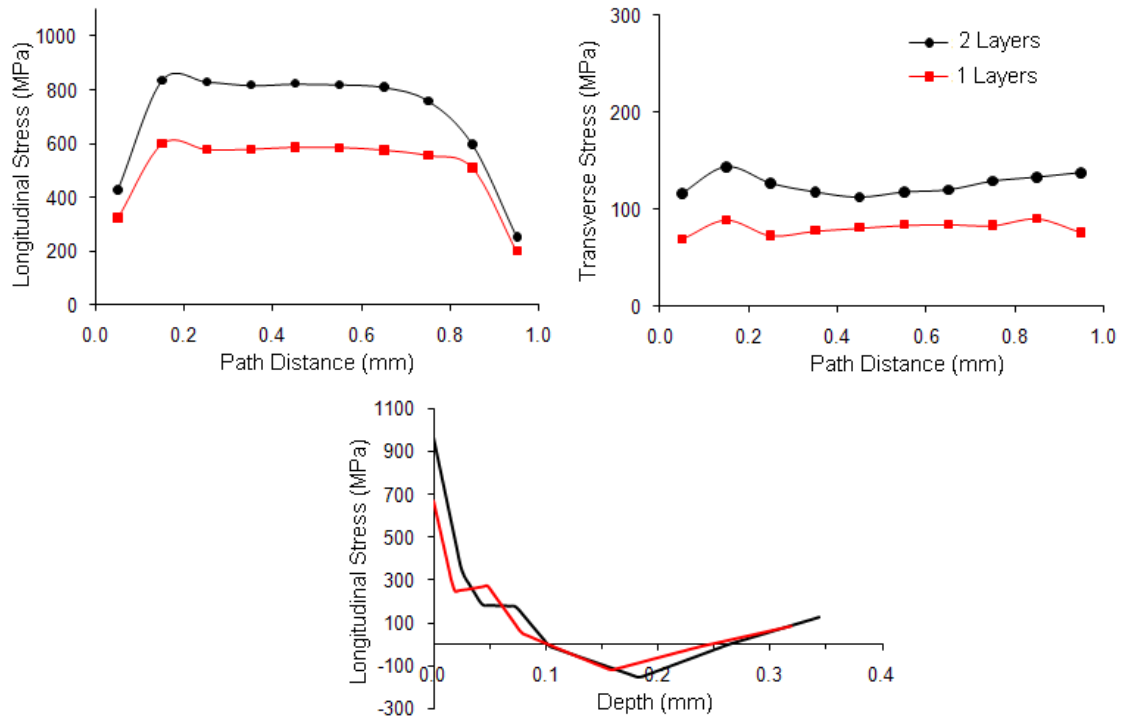 Longitudinal Stress (MPa)
1000
800
600
400
200
0
0.0 0.2 0.4 0.6 0.8 1.0
Path Distance (mm)
Transverse Stress (MPa)
300
200
100
0
2 Layers
1 Layers
0.0 0.2 0.4 0.6 0.8 1.0
Path Distance (mm)
Longitudinal Stress (MPa)
1100
900
700
500
300
100
-100
-300
0.0 0.1 0.2 0.3 0.4
Depth (mm)